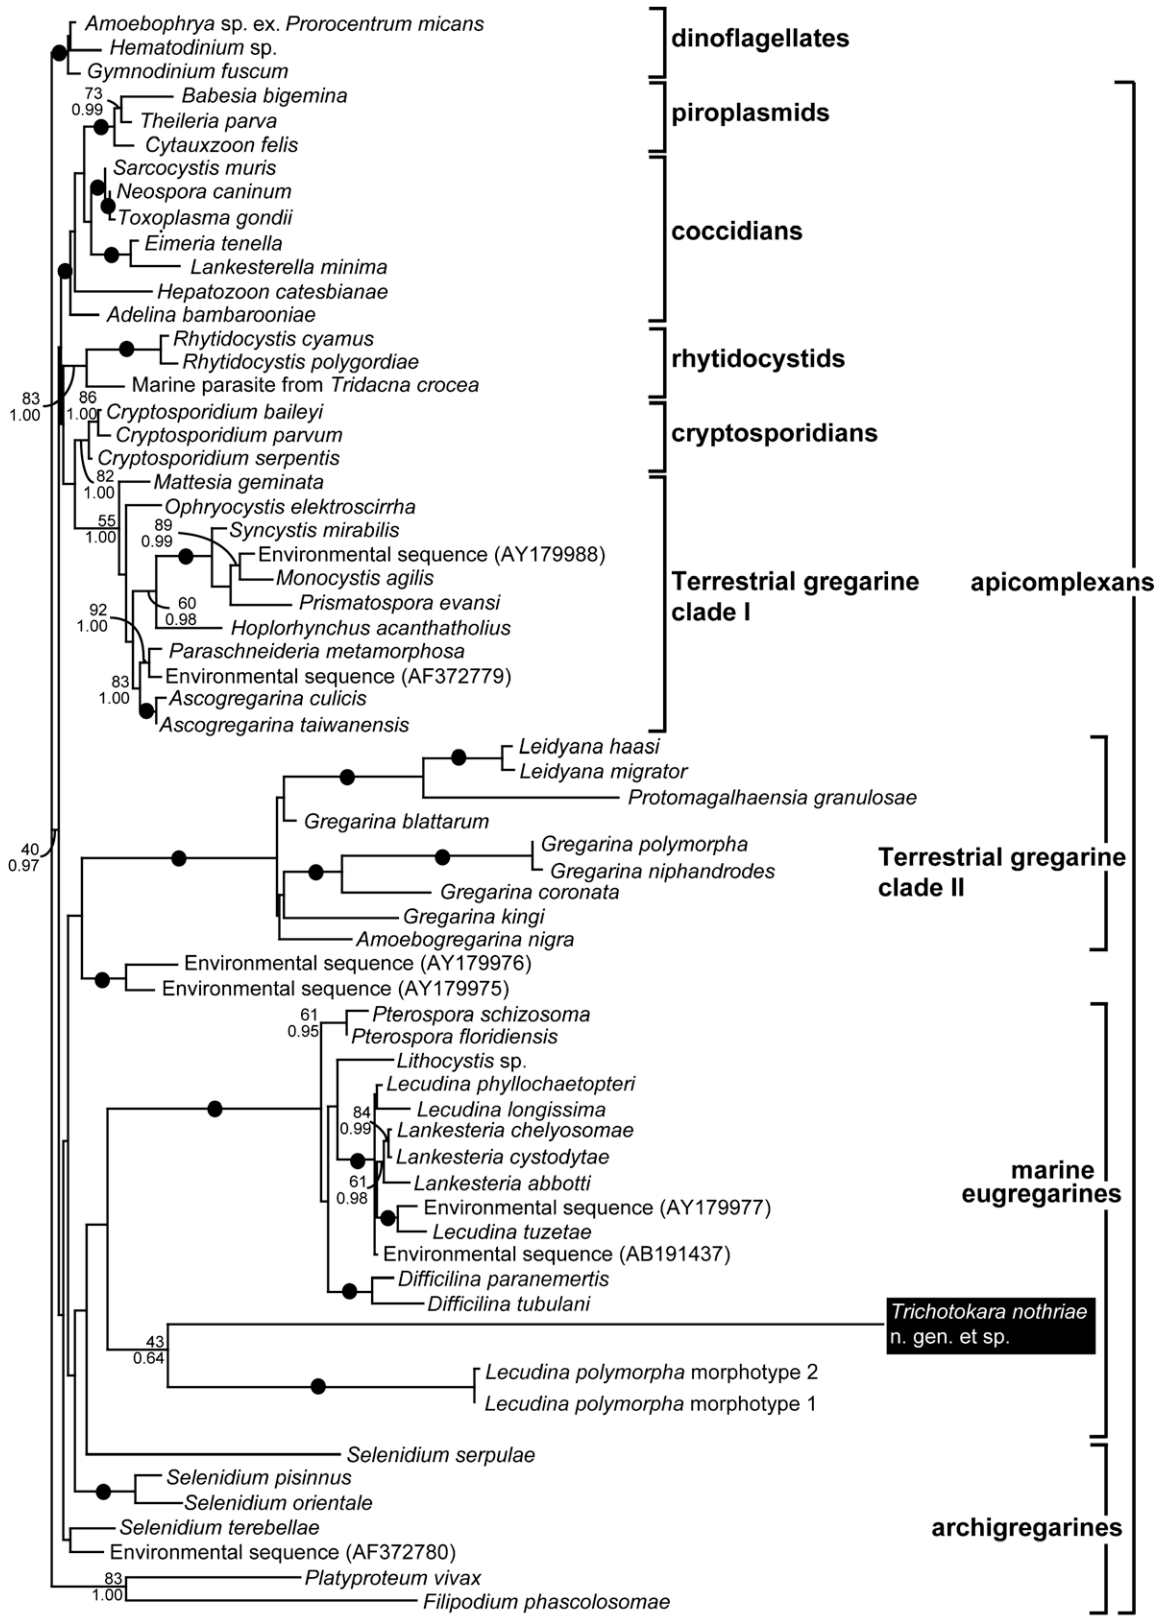 Amoebophrya sp. ex. Prorocentrum micans
Hematodinium sp.
Gymnodinium fuscum
dinoflagellates
73
0.99
Babesia bigemina
Theileria parva
Cytauxzoon felis
piroplasmids
Sarcocystis muris
Neospora caninum
Toxoplasma gondii
Eimeria tenella
Lankesterella minima
Hepatozoon catesbianae
Adelina bambarooniae
coccidians
Rhytidocystis cyamus
Rhytidocystis polygordiae
Marine parasite from Tridacna crocea
rhytidocystids
83
1.00
86
1.00
Cryptosporidium baileyi
Cryptosporidium parvum
Cryptosporidium serpentis
cryptosporidians
82
1.00
55
1.00
Mattesia geminata
Ophryocystis elektroscirrha
89
0.99
Syncystis mirabilis
Environmental sequence (AY179988)
Monocystis agilis
Prismatospora evansi
60
0.98
Hoplorhynchus acanthatholius
92
1.00
Paraschneideria metamorphosa
Environmental sequence (AF372779)
83
1.00
Ascogregarina culicis
Ascogregarina taiwanensis
Terrestrial gregarine
clade I
apicomplexans
Leidyana haasi
Leidyana migrator
Protomagalhaensia granulosae
Gregarina blattarum
Gregarina polymorpha
Gregarina niphandrodes
Gregarina coronata
Gregarina kingi
Amoebogregarina nigra
Terrestrial gregarine
clade II
40
0.97
Environmental sequence (AY179976)
Environmental sequence (AY179975)
61
0.95
Pterospora schizosoma
Pterospora floridiensis
Lithocystis sp.
Lecudina phyllochaetopteri
Lecudina longissima
84
0.99
Lankesteria chelyosomae
Lankesteria cystodytae
61
0.98
Lankesteria abbotti
Environmental sequence (AY179977)
Lecudina tuzetae
Environmental sequence (AB191437)
Difficilina paranemertis
Difficilina tubulani
marine
eugregarines
Trichotokara nothriae
n. gen. et sp.
43
0.64
Lecudina polymorpha morphotype 2
Lecudina polymorpha morphotype 1
Selenidium serpulae
Selenidium pisinnus
Selenidium orientale
Selenidium terebellae
Environmental sequence (AF372780)
archigregarines
83
1.00
Platyproteum vivax
Filipodium phascolosomae